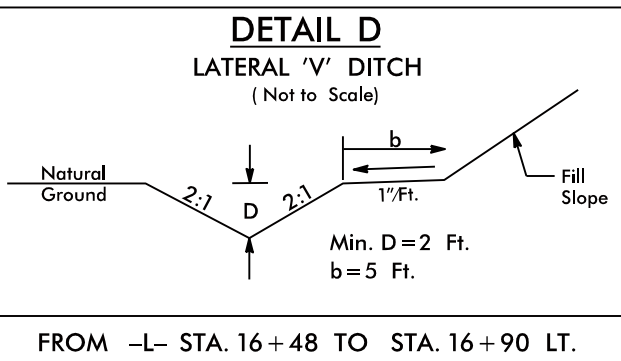 DETAIL D
LATERAL 'V' DITCH
( Not to Scale)
b
Natural
Ground
2:1
D
2:1
1"/Ft.
Fill
Slope
Min. D=2 Ft.
b=5 Ft.
FROM -L- STA. 16+48 TO STA. 16+90 LT.